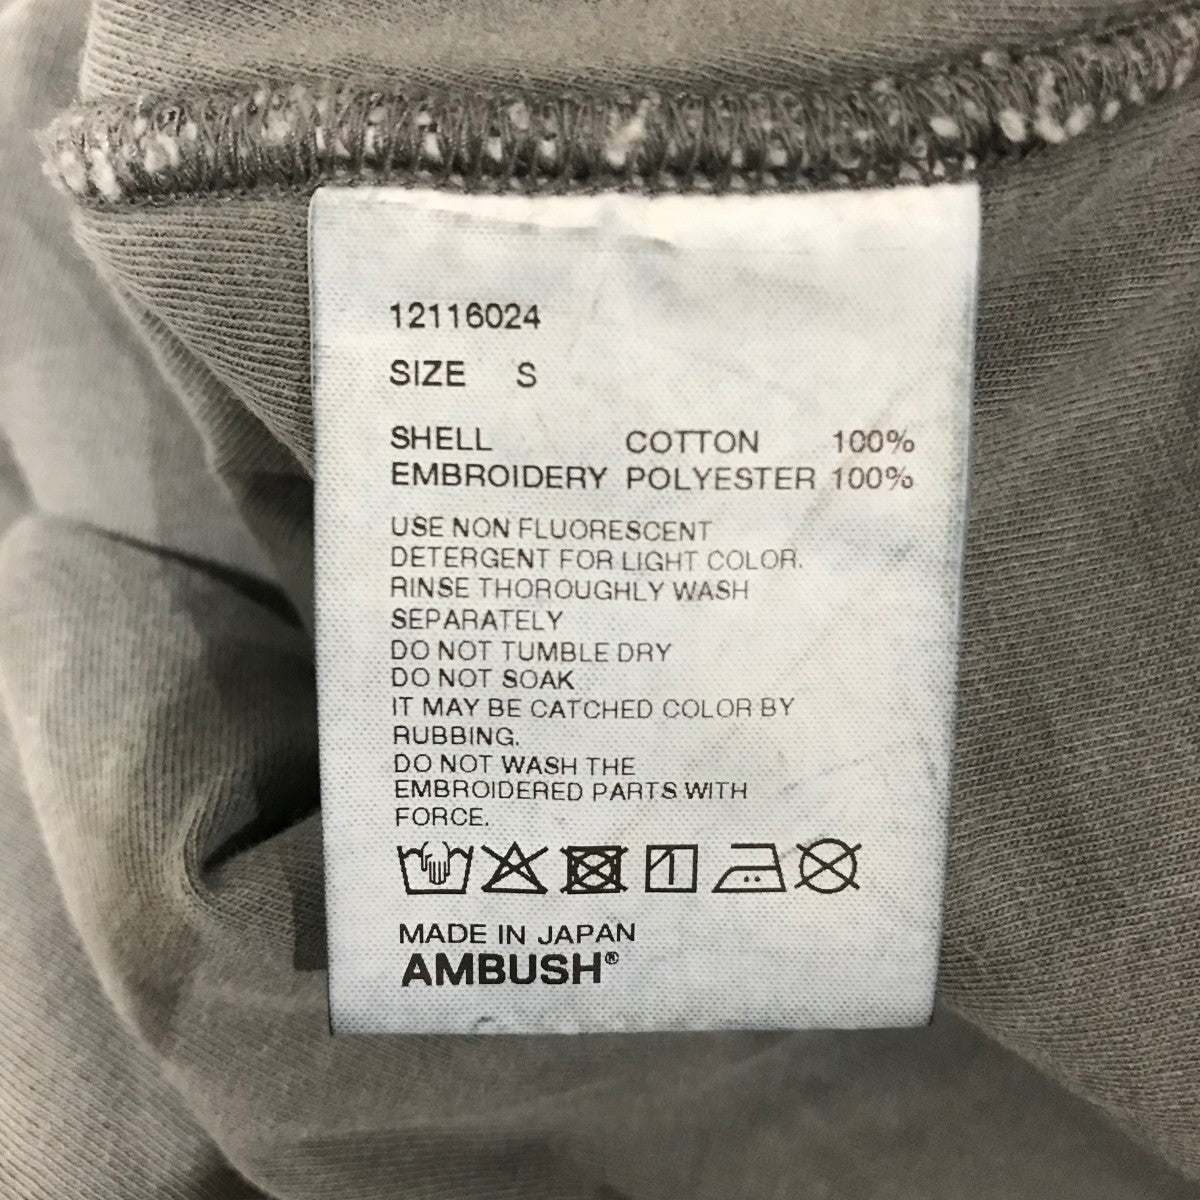 12116024
SIZE S
SHELL COTTON 100%
EMBROIDERY POLYESTER 100%
USE NON FLUORESCENT
DETERGENT FOR LIGHT COLOR.
RINSE THOROUGHLY WASH
SEPARATELY
DO NOT TUMBLE DRY
DO NOT SOAK
IT MAY BE CATCHED COLOR BY
RUBBING.
DO NOT WASH THE
EMBROIDERED PARTS WITH
FORCE.
MADE IN JAPAN
AMBUSH®